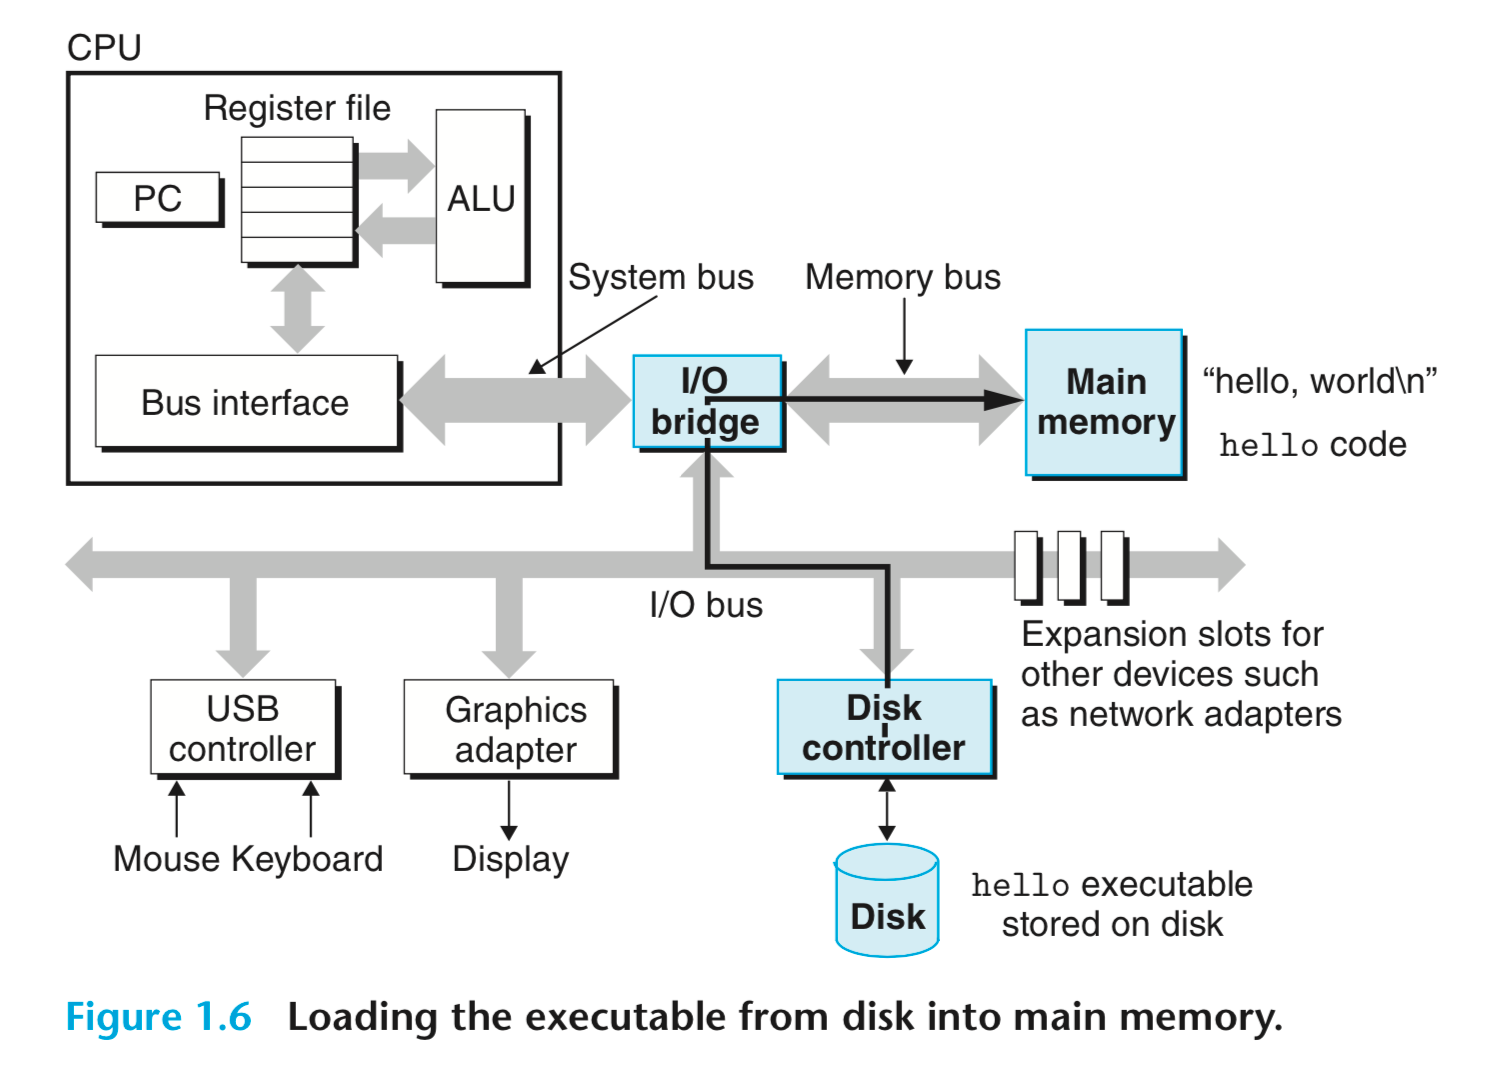 CPU
Register file
PC
ALU
System bus
Memory bus
Bus interface
I/O
bridge
Main
memory
“hello, world\n”
hello code
I/O bus
Expansion slots for
other devices such
as network adapters
USB
controller
Graphics
adapter
Disk
controller
Mouse Keyboard
Display
Disk
hello executable
stored on disk
Figure 1.6 Loading the executable from disk into main memory.